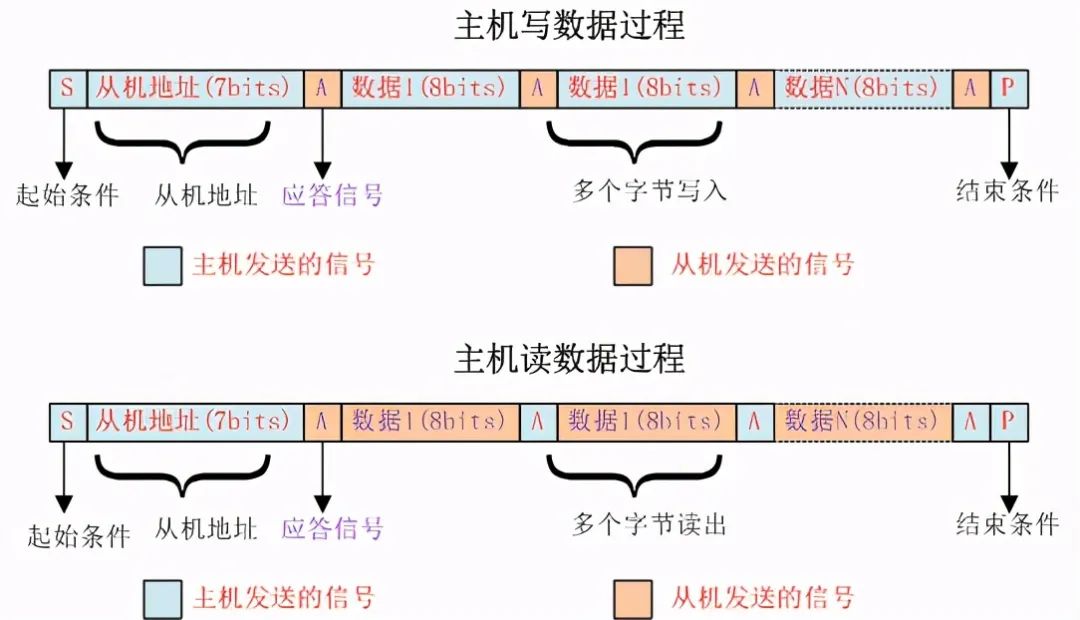 主机写数据过程
S 从机地址(7bits) A 数据1(8bits) A 数据1(8bits) A 数据N(8bits) A P
起始条件 从机地址 应答信号 多个字节写入 结束条件
主机发送的信号 从机发送的信号
主机读数据过程
S 从机地址(7bits) A 数据1(8bits) A 数据1(8bits) A 数据N(8bits) A P
起始条件 从机地址 应答信号 多个字节读出 结束条件
主机发送的信号 从机发送的信号